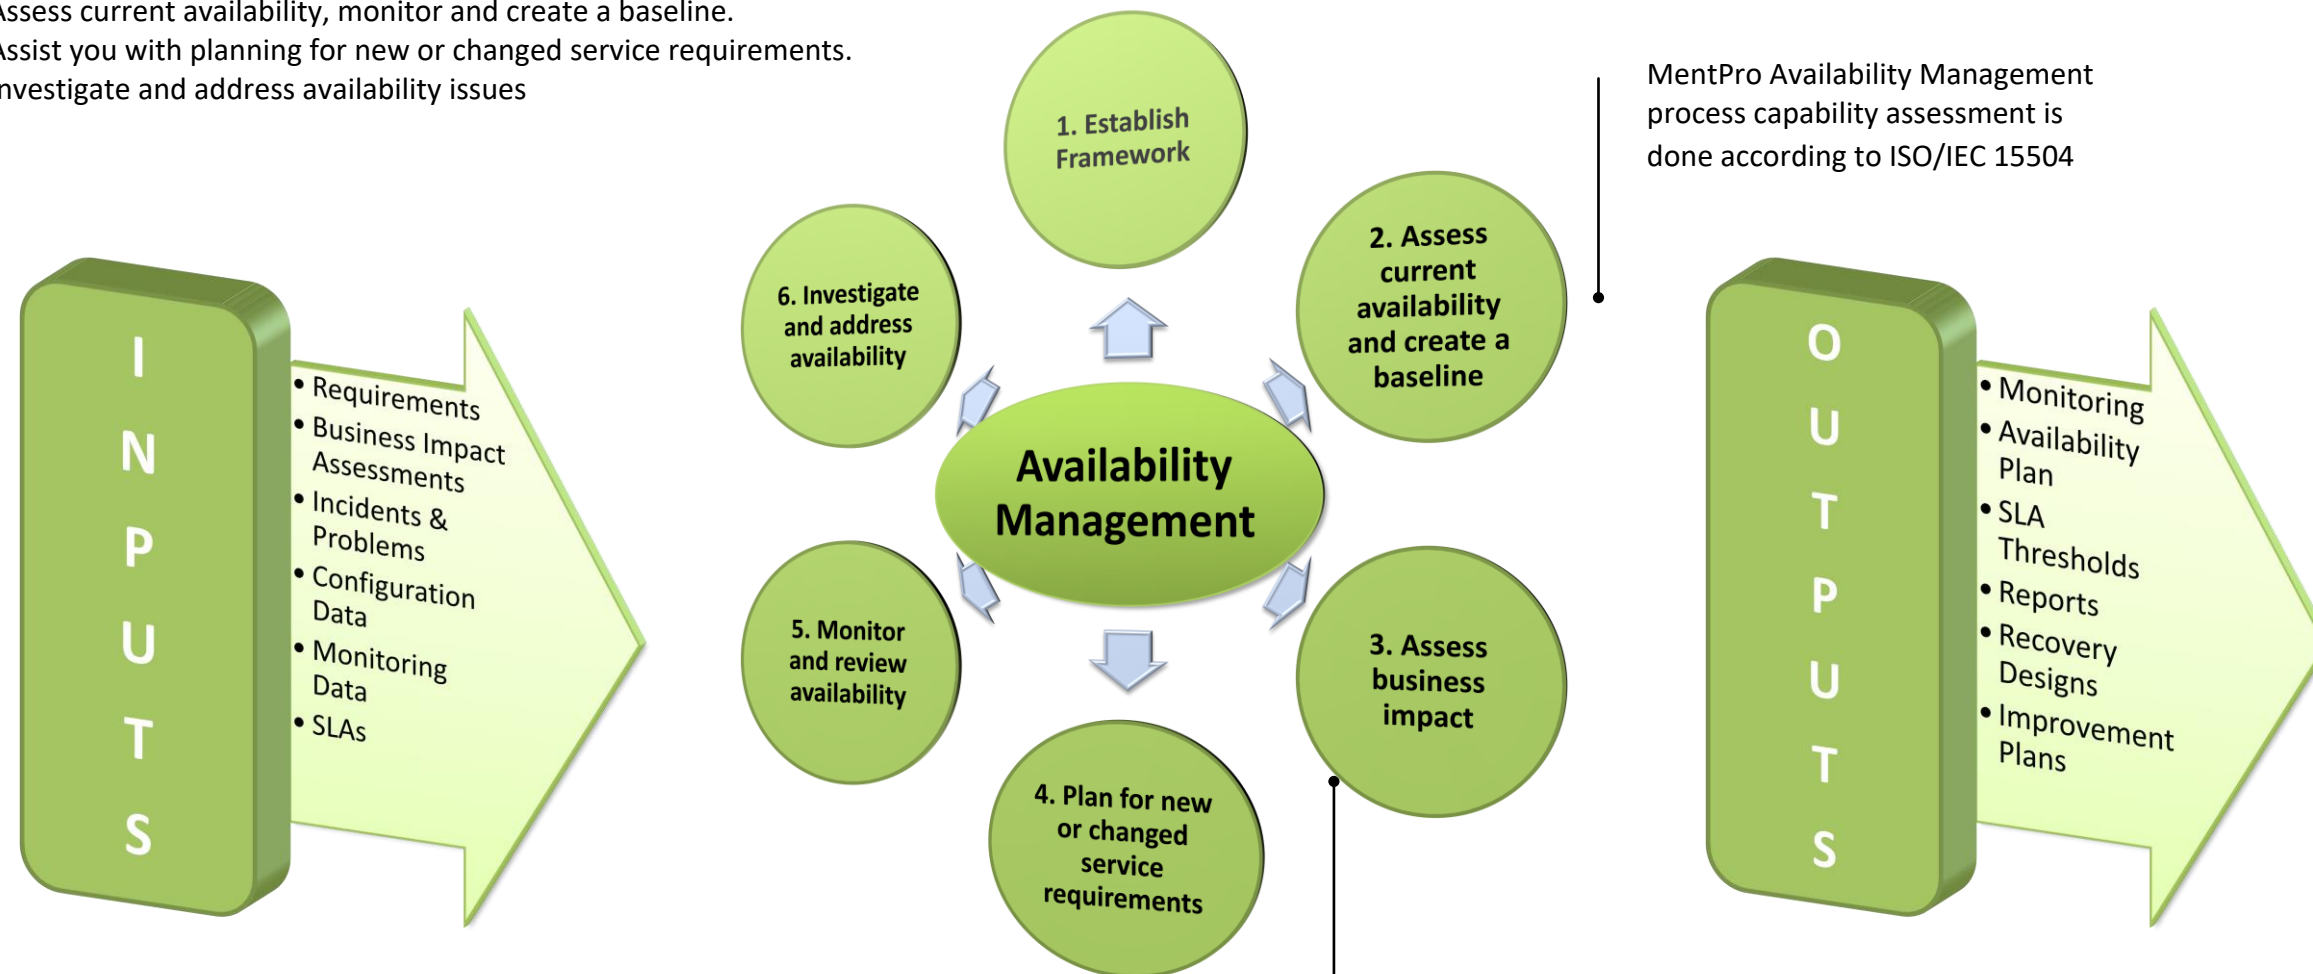 Assess current availability, monitor and create a baseline.
Assist you with planning for new or changed service requirements.
Investigate and address availability issues
MentPro Availability Management
process capability assessment is
done according to ISO/IEC 15504
INPUTS
• Requirements
• Business Impact
Assessments
• Incidents &
Problems
• Configuration
Data
• Monitoring
Data
• SLAs
1. Establish
Framework
2. Assess
current
availability
and create a
baseline
3. Assess
business
impact
4. Plan for new
or changed
service
requirements
5. Monitor
and review
availability
6. Investigate
and address
availability
Availability
Management
OUTPUTS
• Monitoring
• Availability
Plan
• SLA
Thresholds
• Reports
• Recovery
Designs
• Improvement
Plans